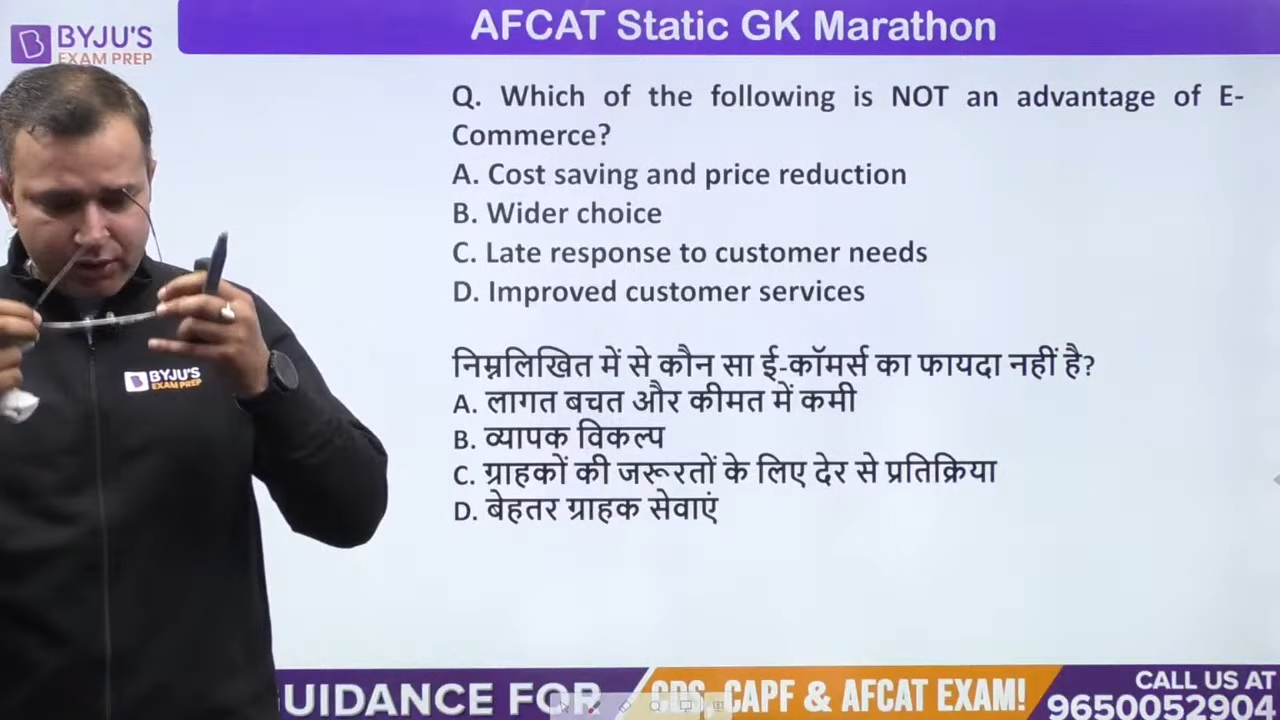 AFCAT Static GK Marathon
BYJU'S
EXAM PREP
Q. Which of the following is NOT an advantage of E-
Commerce?
A. Cost saving and price reduction
B. Wider choice
C. Late response to customer needs
D. Improved customer services
निम्नलिखित में से कौन सा ई-कॉमर्स का फायदा नहीं है?
A. लागत बचत और कीमत में कमी
B. व्यापक विकल्प
C. ग्राहकों की जरूरतों के लिए देर से प्रतिक्रिया
D. बेहतर ग्राहक सेवाएं
BYJU'S
EXAM PREP
UIDANCE FOR
CDS, CAPF & AFCAT EXAM!
CALL US AT
9650052904